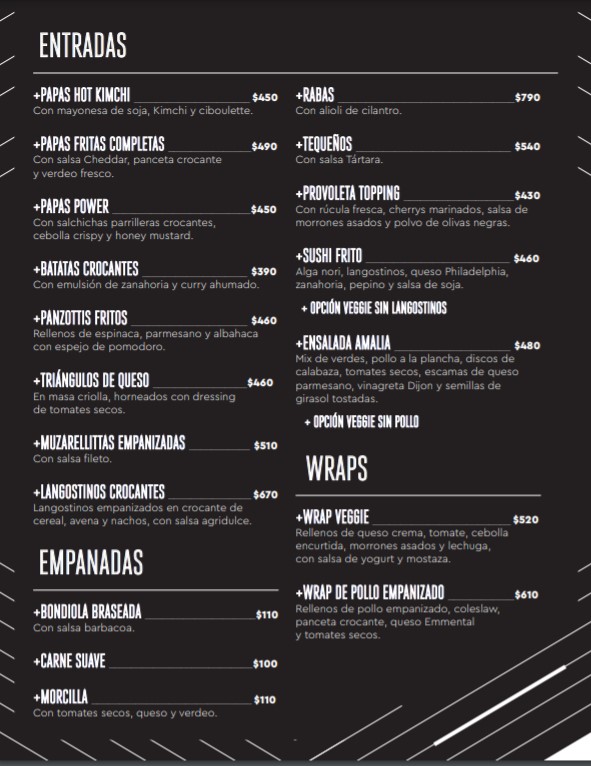 ENTRADAS
+PAPAS HOT KIMCHI $450
Con mayonesa de soja, Kimchi y ciboulette.
+PAPAS FRITAS COMPLETAS $490
Con salsa Cheddar, panceta crocante
y verdeo fresco.
+PAPAS POWER $450
Con salchichas parrilleras crocantes,
cebolla crispy y honey mustard.
+BATATAS CROCANTES $390
Con emulsión de zanahoria y curry ahumado.
+PANZOTTIS FRITOS $460
Rellenos de espinaca, parmesano y albahaca
con espejo de pomodoro.
+TRIÁNGULOS DE QUESO $460
En masa criolla, horneados con dressing
de tomates secos.
+MUZARELLITTAS EMPANIZADAS $510
Con salsa fileto.
+LANGOSTINOS CROCANTES $670
Langostinos empanizados en crocante de
cereal, avena y nachos, con salsa agridulce.
EMPANADAS
+BONDIOLA BRASEADA $110
Con salsa barbacoa.
+CARNE SUAVE $100
+MORCILLA $110
Con tomates secos, queso y verdeo.
+RABAS $790
Con alioli de cilantro.
+TEQUEÑOS $540
Con salsa Tártara.
+PROVOLETA TOPPING $430
Con rúcula fresca, cherrys marinados, salsa de
morrones asados y polvo de olivas negras.
+SUSHI FRITO $460
Alga nori, langostinos, queso Philadelphia,
zanahoria, pepino y salsa de soja.
+ OPCIÓN VEGGIE SIN LANGOSTINOS
+ENSALADA AMALIA $480
Mix de verdes, pollo a la plancha, discos de
calabaza, tomates secos, escamas de queso
parmesano, vinagreta Dijon y semillas de
girasol tostadas.
+ OPCIÓN VEGGIE SIN POLLO
WRAPS
+WRAP VEGGIE $520
Rellenos de queso crema, tomate, cebolla
encurtida, morrones asados y lechuga,
con salsa de yogurt y mostaza.
+WRAP DE POLLO EMPANIZADO $610
Rellenos de pollo empanizado, coleslaw,
panceta crocante, queso Emmental
y tomates secos.